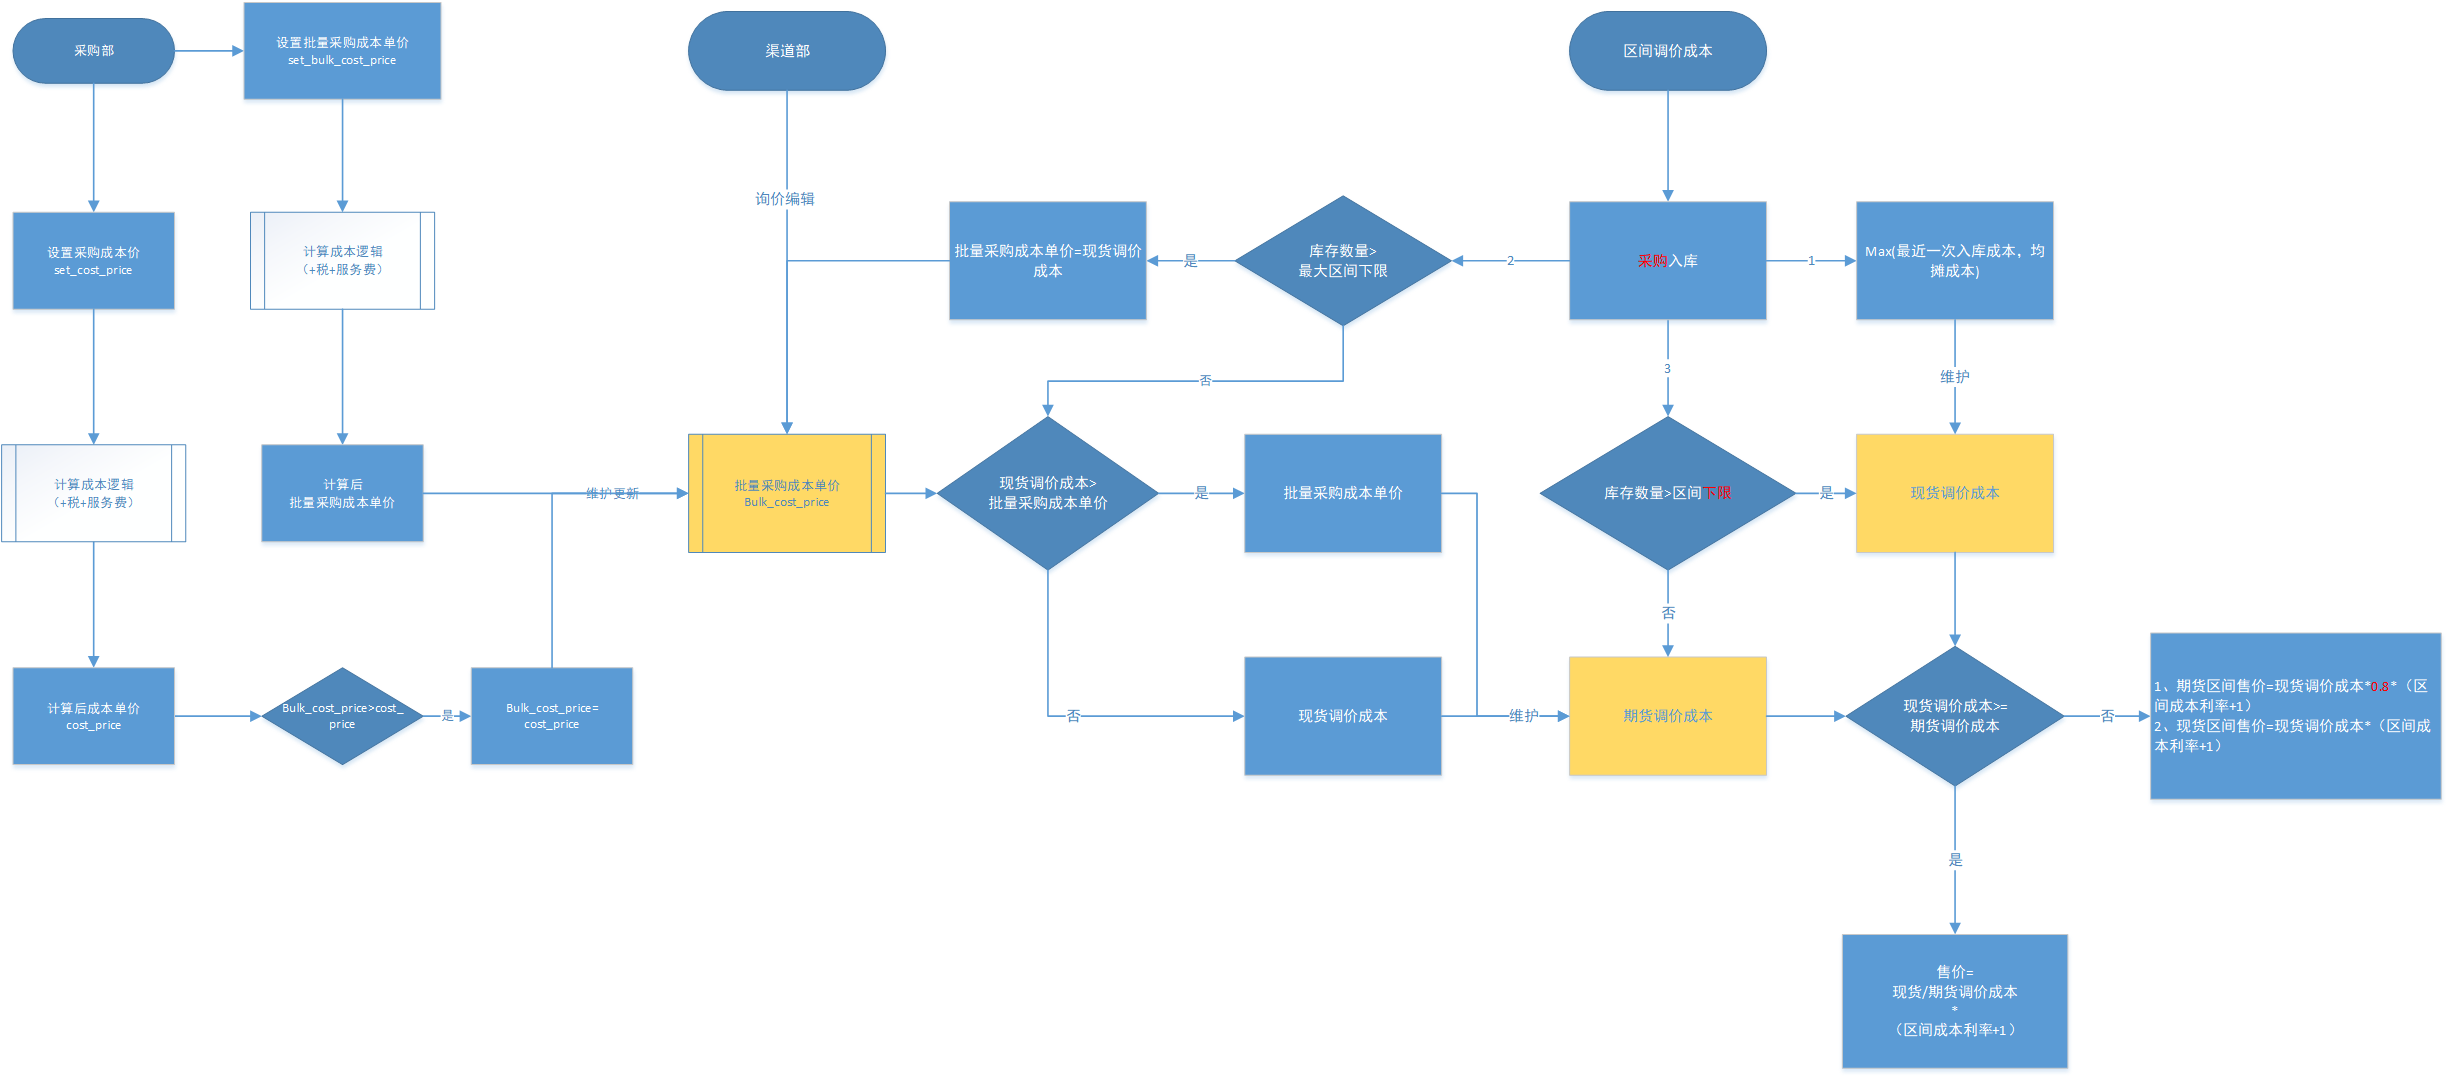 采购部
设置批量采购成本单价
set_bulk_cost_price
渠道部
区间调价成本
询价编辑
设置采购成本价
set_cost_price
计算成本逻辑
（+税+服务费）
批量采购成本单价=现货调价
成本
是
库存数量>
最大区间下限
2
采购入库
1
Max(最近一次入库成本，均
摊成本)
否
3
维护
计算成本逻辑
（+税+服务费）
计算后
批量采购成本单价
维护更新
批量采购成本单价
Bulk_cost_price
现货调价成本>
批量采购成本单价
是
批量采购成本单价
库存数量>区间下限
是
现货调价成本
否
计算后成本单价
cost_price
Bulk_cost_price>cost_
price
是
Bulk_cost_price=
cost_price
否
现货调价成本
维护
期货调价成本
现货调价成本>=
期货调价成本
否
1、期货区间售价=现货调价成本*0.8*（区
间成本利率+1）
2、现货区间售价=现货调价成本*（区间成
本利率+1）
是
售价=
现货/期货调价成本
*
（区间成本利率+1）